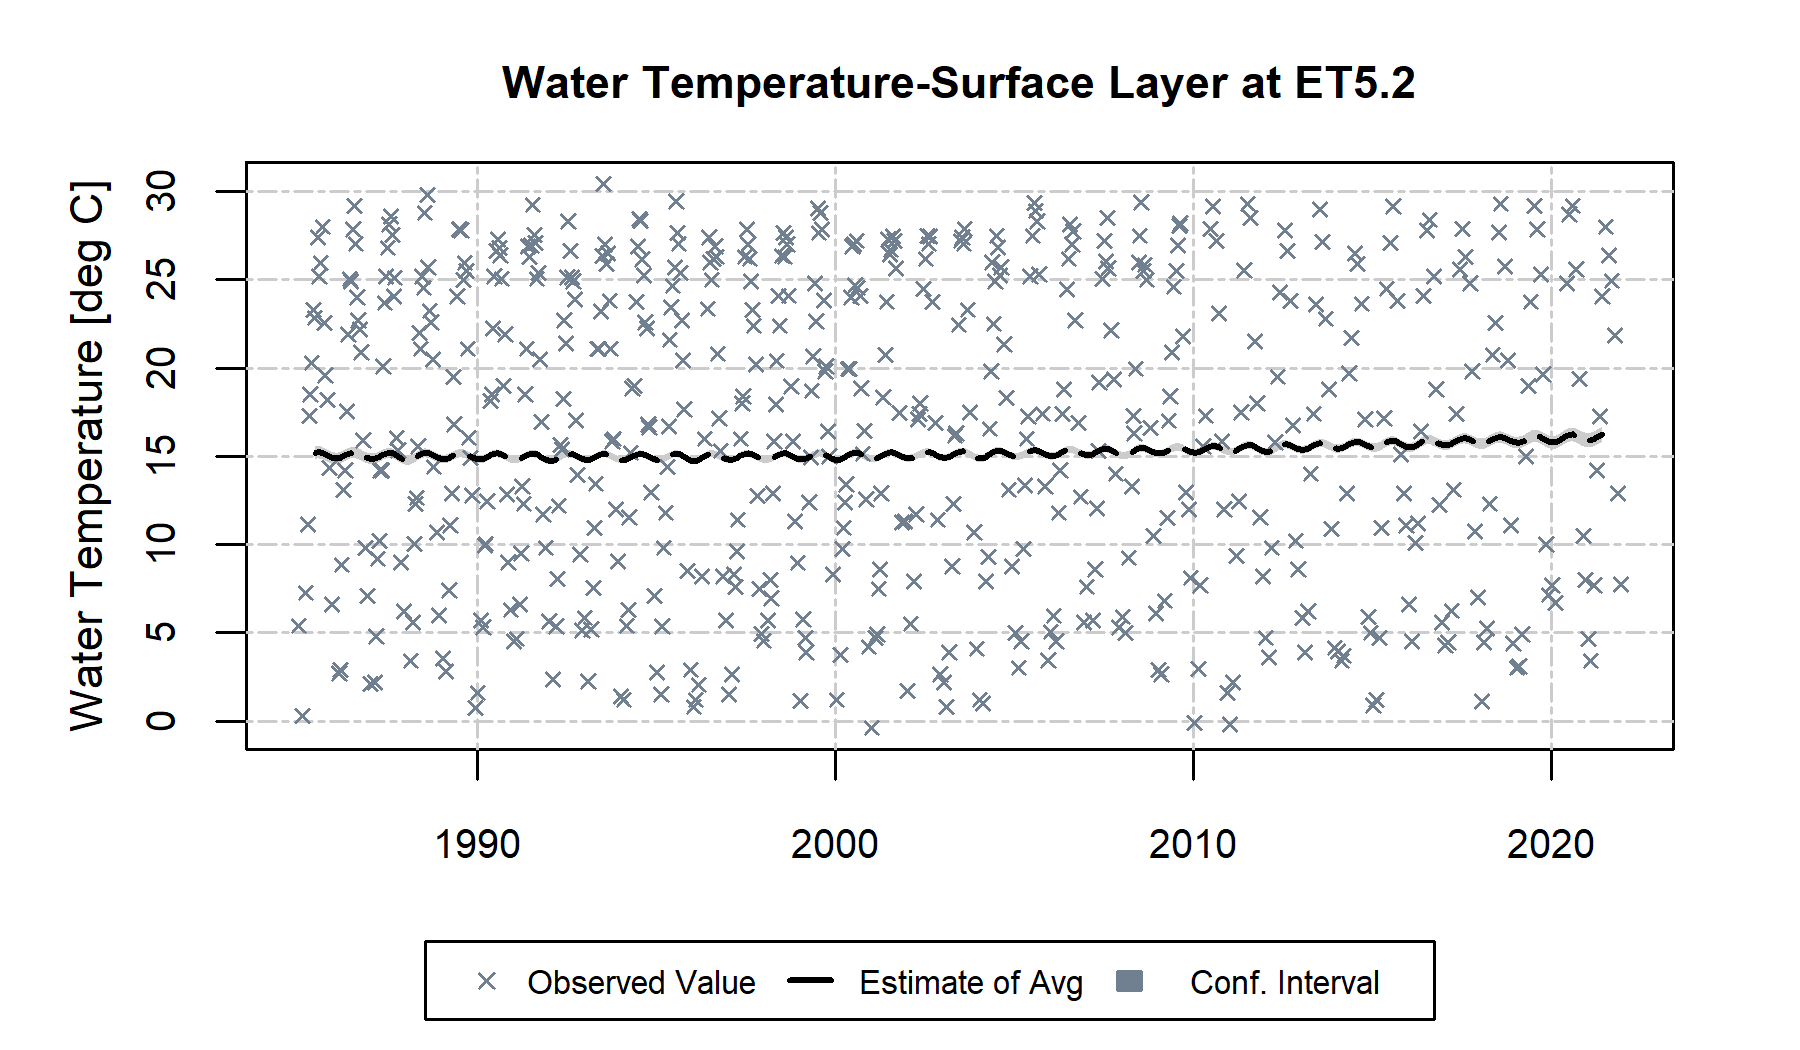 Water Temperature-Surface Layer at ET5.2
Water Temperature [deg C]
30
25
20
15
10
5
0
1990 2000 2010 2020
Observed Value Estimate of Avg Conf. Interval